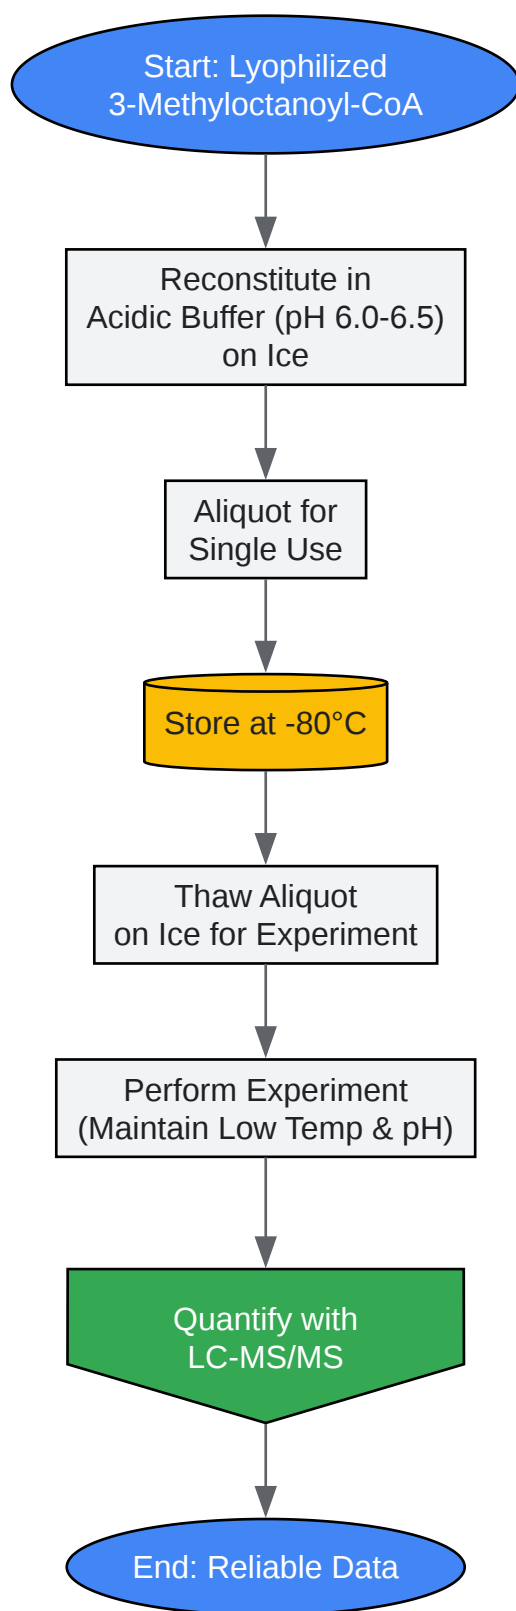 Start: Lyophilized
3-Methyloctanoyl-CoA
Reconstitute in
Acidic Buffer (pH 6.0-6.5)
on Ice
Aliquot for
Single Use
Store at -80°C
Thaw Aliquot
on Ice for Experiment
Perform Experiment
(Maintain Low Temp & pH)
Quantify with
LC-MS/MS
End: Reliable Data